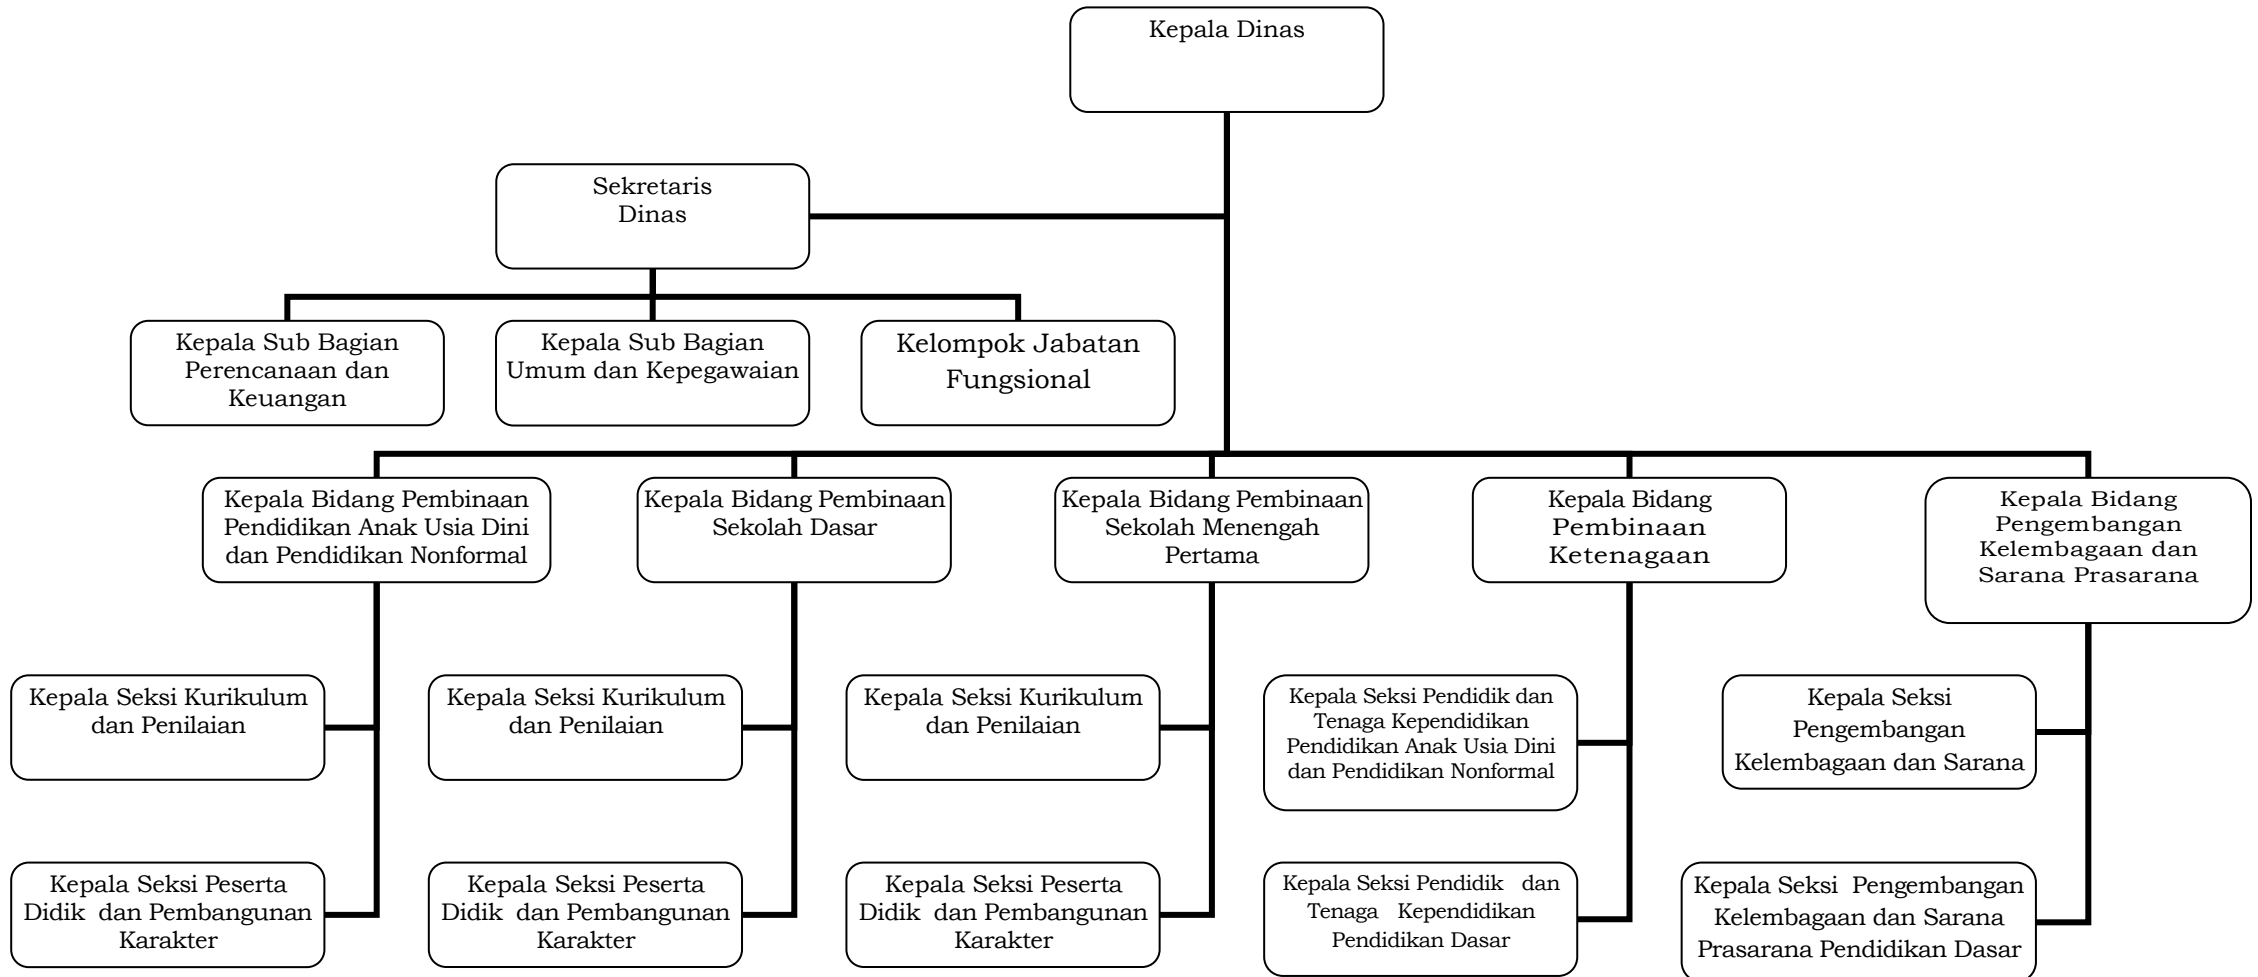 Kepala Dinas
Sekretaris
Dinas
Kepala Sub Bagian
Perencanaan dan
Keuangan
Kepala Sub Bagian
Umum dan Kepegawaian
Kelompok Jabatan
Fungsional
Kepala Bidang Pembinaan
Pendidikan Anak Usia Dini
dan Pendidikan Nonformal
Kepala Bidang Pembinaan
Sekolah Dasar
Kepala Bidang Pembinaan
Sekolah Menengah
Pertama
Kepala Bidang
Pembinaan
Ketenagaan
Kepala Bidang
Pengembangan
Kelembagaan dan
Sarana Prasarana
Kepala Seksi Kurikulum
dan Penilaian
Kepala Seksi Kurikulum
dan Penilaian
Kepala Seksi Kurikulum
dan Penilaian
Kepala Seksi Pendidik dan
Tenaga Kependidikan
Pendidikan Anak Usia Dini
dan Pendidikan Nonformal
Kepala Seksi
Pengembangan
Kelembagaan dan Sarana
Kepala Seksi Peserta
Didik dan Pembangunan
Karakter
Kepala Seksi Peserta
Didik dan Pembangunan
Karakter
Kepala Seksi Peserta
Didik dan Pembangunan
Karakter
Kepala Seksi Pendidik dan
Tenaga Kependidikan
Pendidikan Dasar
Kepala Seksi Pengembangan
Kelembagaan dan Sarana
Prasarana Pendidikan Dasar